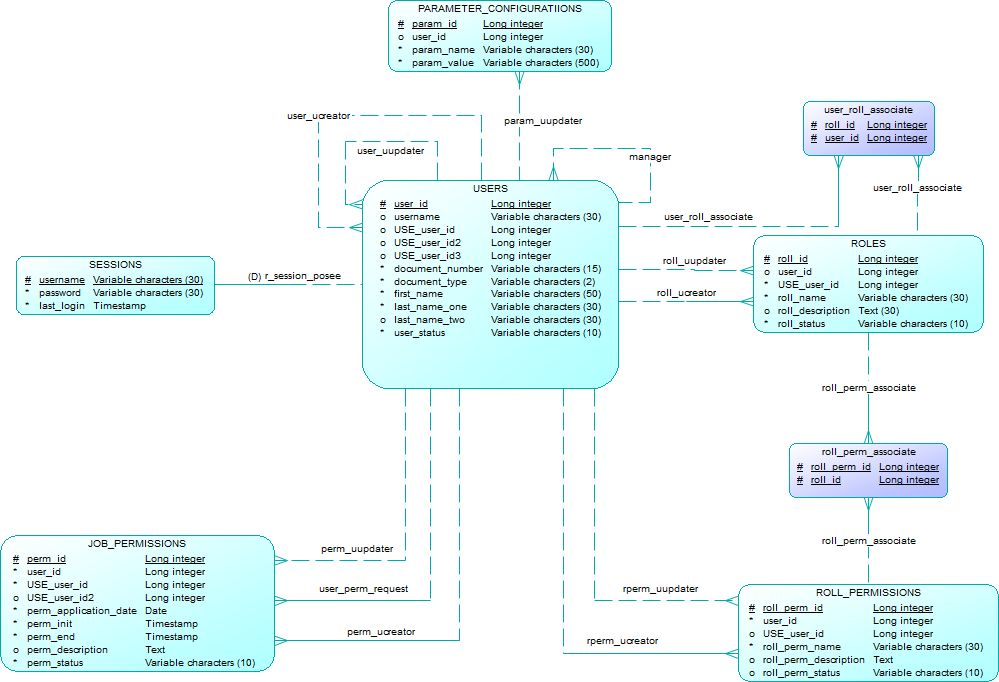 PARAMETER_CONFIGURATIIONS
# param_id Long integer
o user_id Long integer
* param_name Variable characters (30)
* param_value Variable characters (500)
user_roll_associate
# roll_id Long integer
# user_id Long integer
user_ucreator
param_uupdater
user_uupdater
manager
user_roll_associate
USERS
# user_id Long integer
o username Variable characters (30)
o USE_user_id Long integer
o USE_user_id2 Long integer
o USE_user_id3 Long integer
* document_number Variable characters (15)
* document_type Variable characters (2)
* first_name Variable characters (50)
* last_name_one Variable characters (30)
o last_name_two Variable characters (30)
* user_status Variable characters (10)
user_roll_associate
ROLES
# roll_id Long integer
o user_id Long integer
* USE_user_id Long integer
* roll_name Variable characters (30)
o roll_description Text (30)
* roll_status Variable characters (10)
roll_uupdater
roll_ucreator
SESSIONS
# username Variable characters (30)
* password Variable characters (30)
* last_login Timestamp
(D) r_session_posee
roll_perm_associate
roll_perm_associate
# roll_perm_id Long integer
# roll_id Long integer
roll_perm_associate
JOB_PERMISSIONS
# perm_id Long integer
* user_id Long integer
* USE_user_id Long integer
o USE_user_id2 Long integer
* perm_application_date Date
* perm_init Timestamp
* perm_end Timestamp
o perm_description Text
* perm_status Variable characters (10)
perm_uupdater
user_perm_request
perm_ucreator
rperm_uupdater
rperm_ucreator
ROLL_PERMISSIONS
# roll_perm_id Long integer
* user_id Long integer
o USE_user_id Long integer
* roll_perm_name Variable characters (30)
o roll_perm_description Text
o roll_perm_status Variable characters (10)